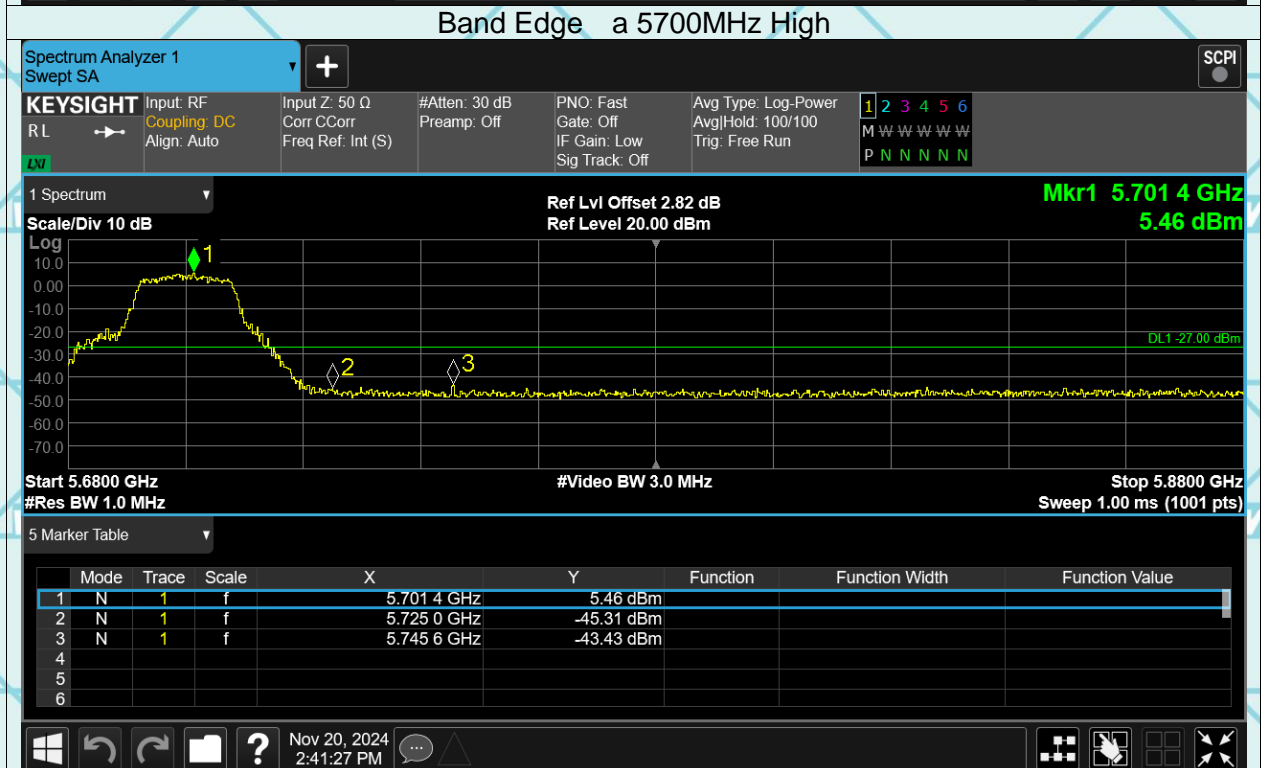 Band Edge a 5700MHz High
Spectrum Analyzer 1
Swept SA
+
SCPI
KEYSIGHT
RL
LXI
Input: RF
Coupling: DC
Align: Auto
Input Z: 50 Ω
Corr CCorr
Freq Ref: Int (S)
#Atten: 30 dB
Preamp: Off
PNO: Fast
Gate: Off
IF Gain: Low
Sig Track: Off
Avg Type: Log-Power
Avg|Hold: 100/100
Trig: Free Run
1 2 3 4 5 6
M W W W W W
P N N N N N
1 Spectrum
Scale/Div 10 dB
Ref Lvl Offset 2.82 dB
Ref Level 20.00 dBm
Mkr1 5.701 4 GHz
5.46 dBm
Log
10.0
0.00
-10.0
-20.0
-30.0
-40.0
-50.0
-60.0
-70.0
1
2
3
DL1 -27.00 dBm
Start 5.6800 GHz
#Res BW 1.0 MHz
#Video BW 3.0 MHz
Stop 5.8800 GHz
Sweep 1.00 ms (1001 pts)
5 Marker Table
Mode Trace Scale X Y Function Function Width Function Value
1 N 1 f 5.701 4 GHz 5.46 dBm
2 N 1 f 5.725 0 GHz -45.31 dBm
3 N 1 f 5.745 6 GHz -43.43 dBm
4
5
6
?
Nov 20, 2024
2:41:27 PM